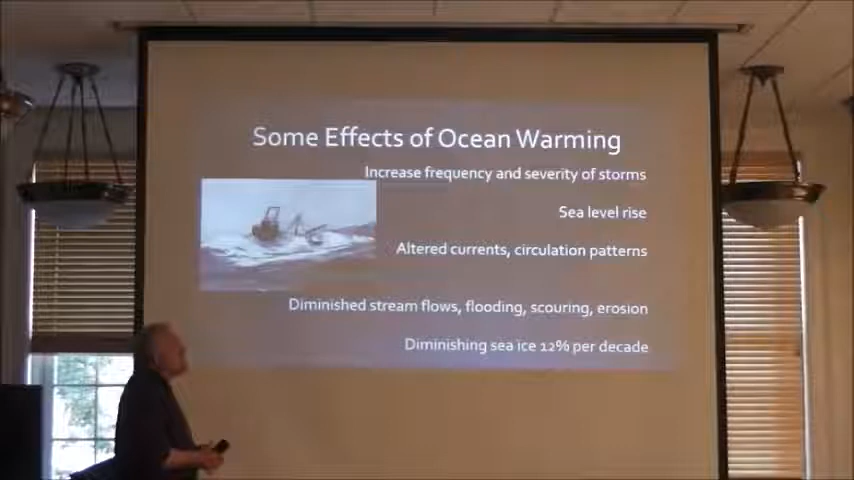 Some Effects of Ocean Warming
Increase frequency and severity of storms
Sea level rise
Altered currents, circulation patterns
Diminished stream flows, flooding, scouring, erosion
Diminishing sea ice 12% per decade